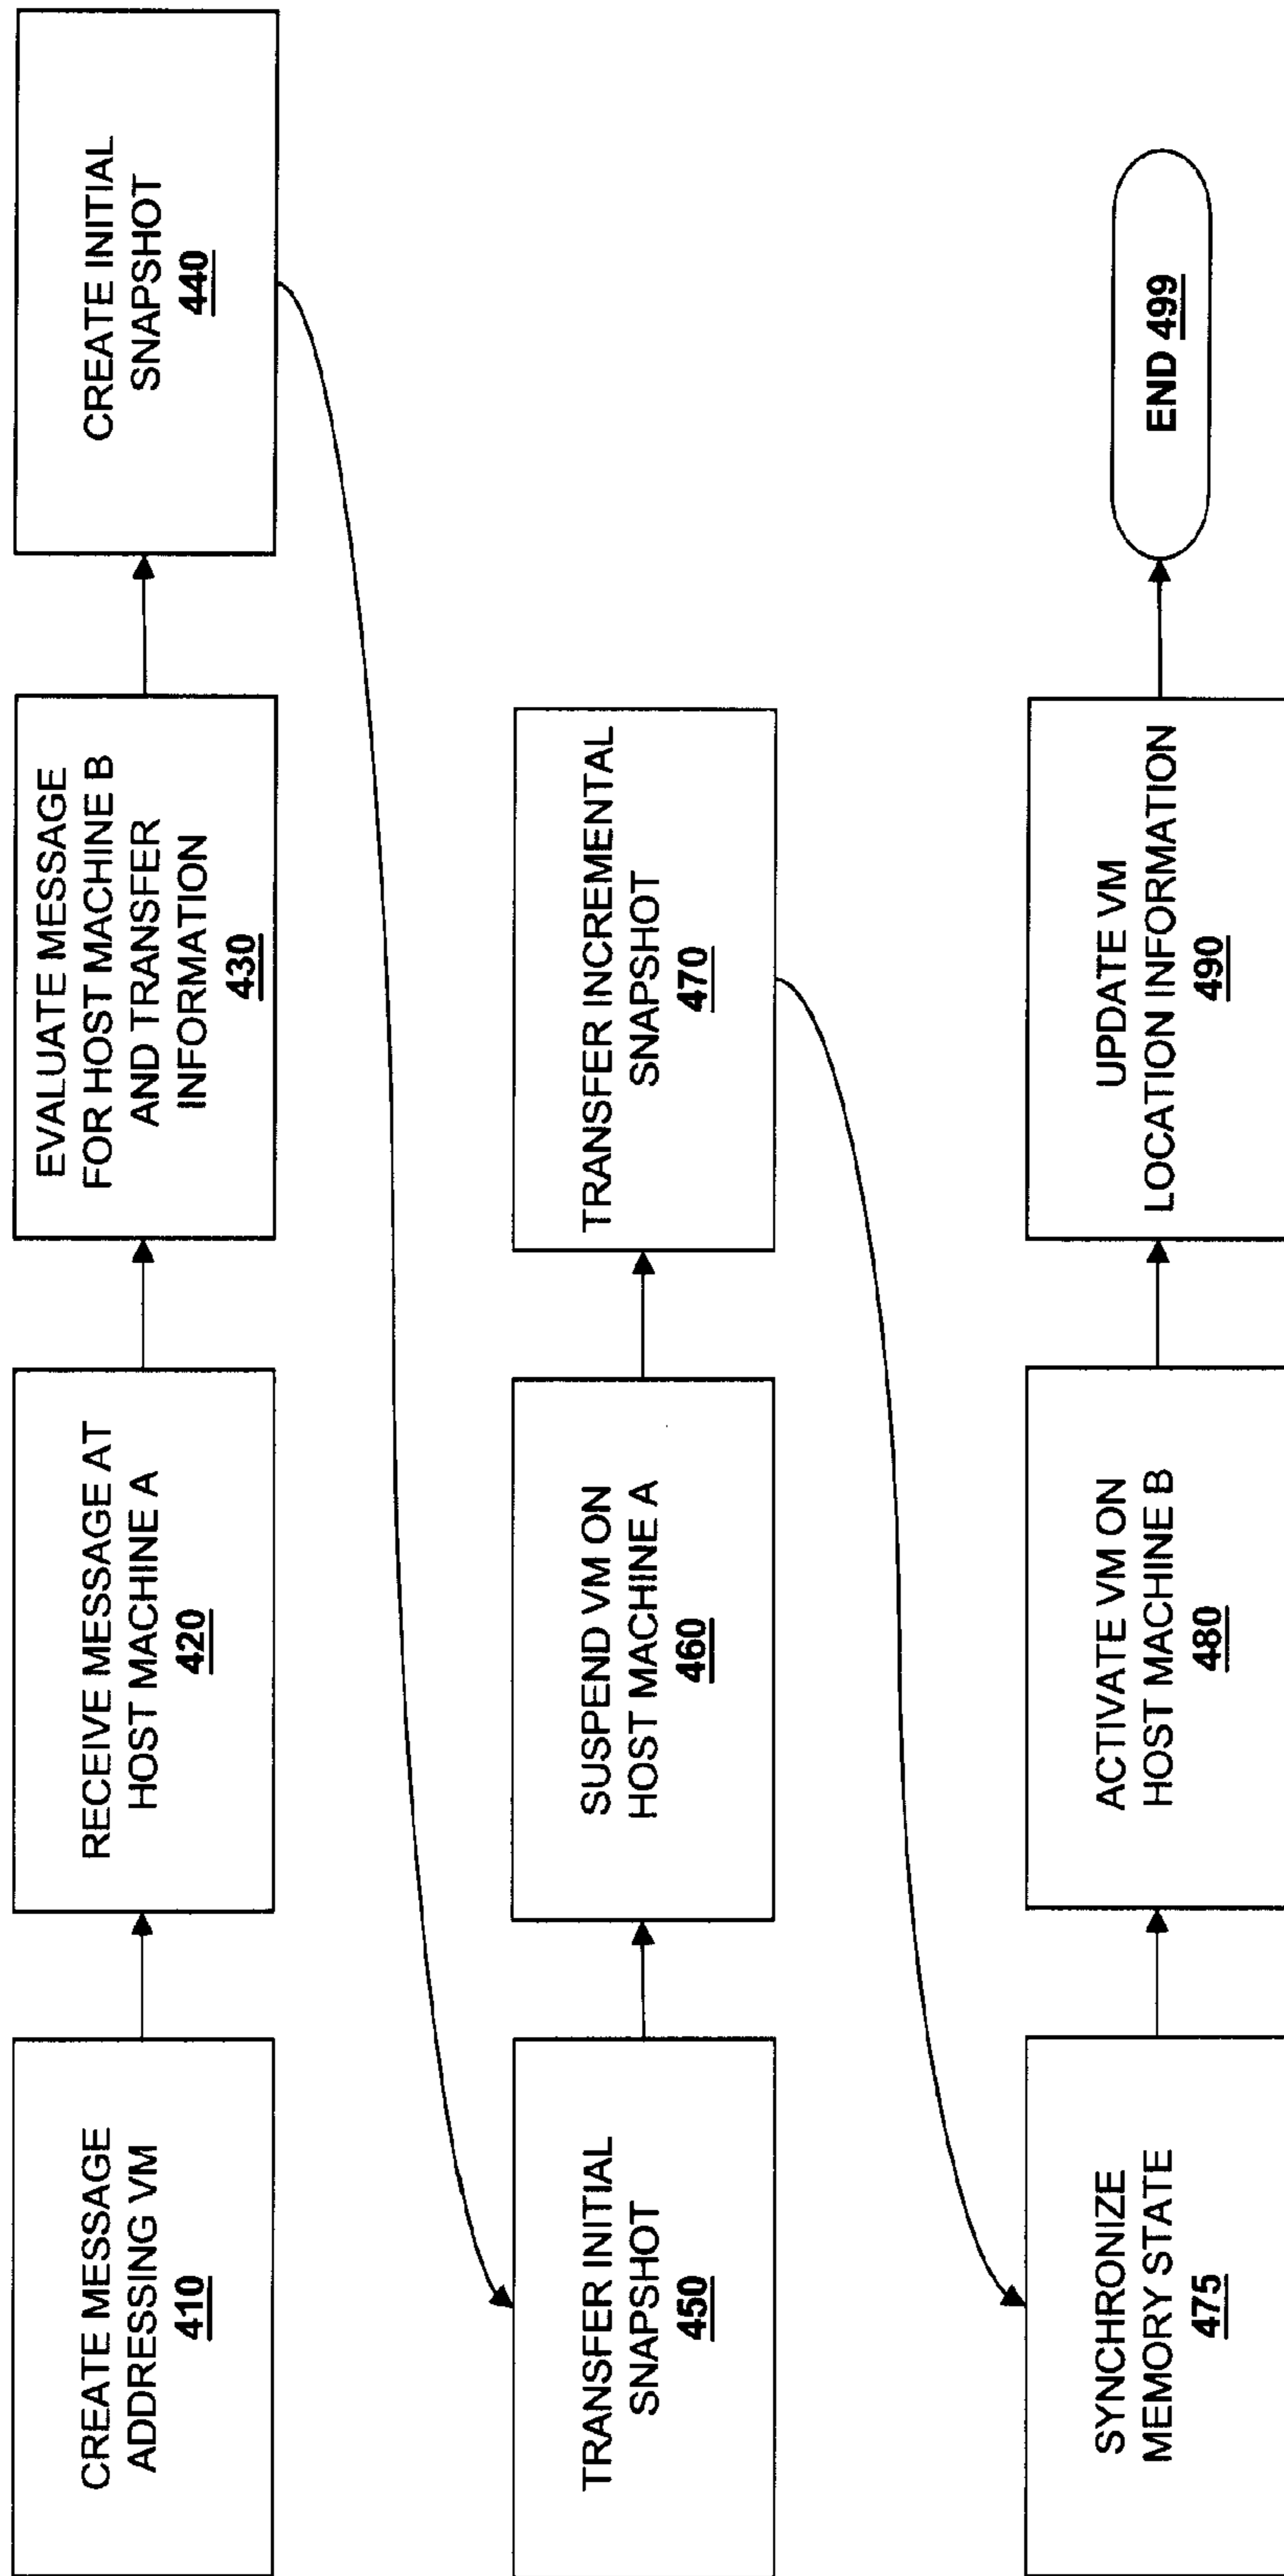 CREATE MESSAGE
ADDRESSING VM
410
RECEIVE MESSAGE AT
HOST MACHINE A
420
EVALUATE MESSAGE
FOR HOST MACHINE B
AND TRANSFER
INFORMATION
430
CREATE INITIAL
SNAPSHOT
440
TRANSFER INITIAL
SNAPSHOT
450
SUSPEND VM ON
HOST MACHINE A
460
TRANSFER INCREMENTAL
SNAPSHOT
470
SYNCHRONIZE
MEMORY STATE
475
ACTIVATE VM ON
HOST MACHINE B
480
UPDATE VM
LOCATION INFORMATION
490
END 499